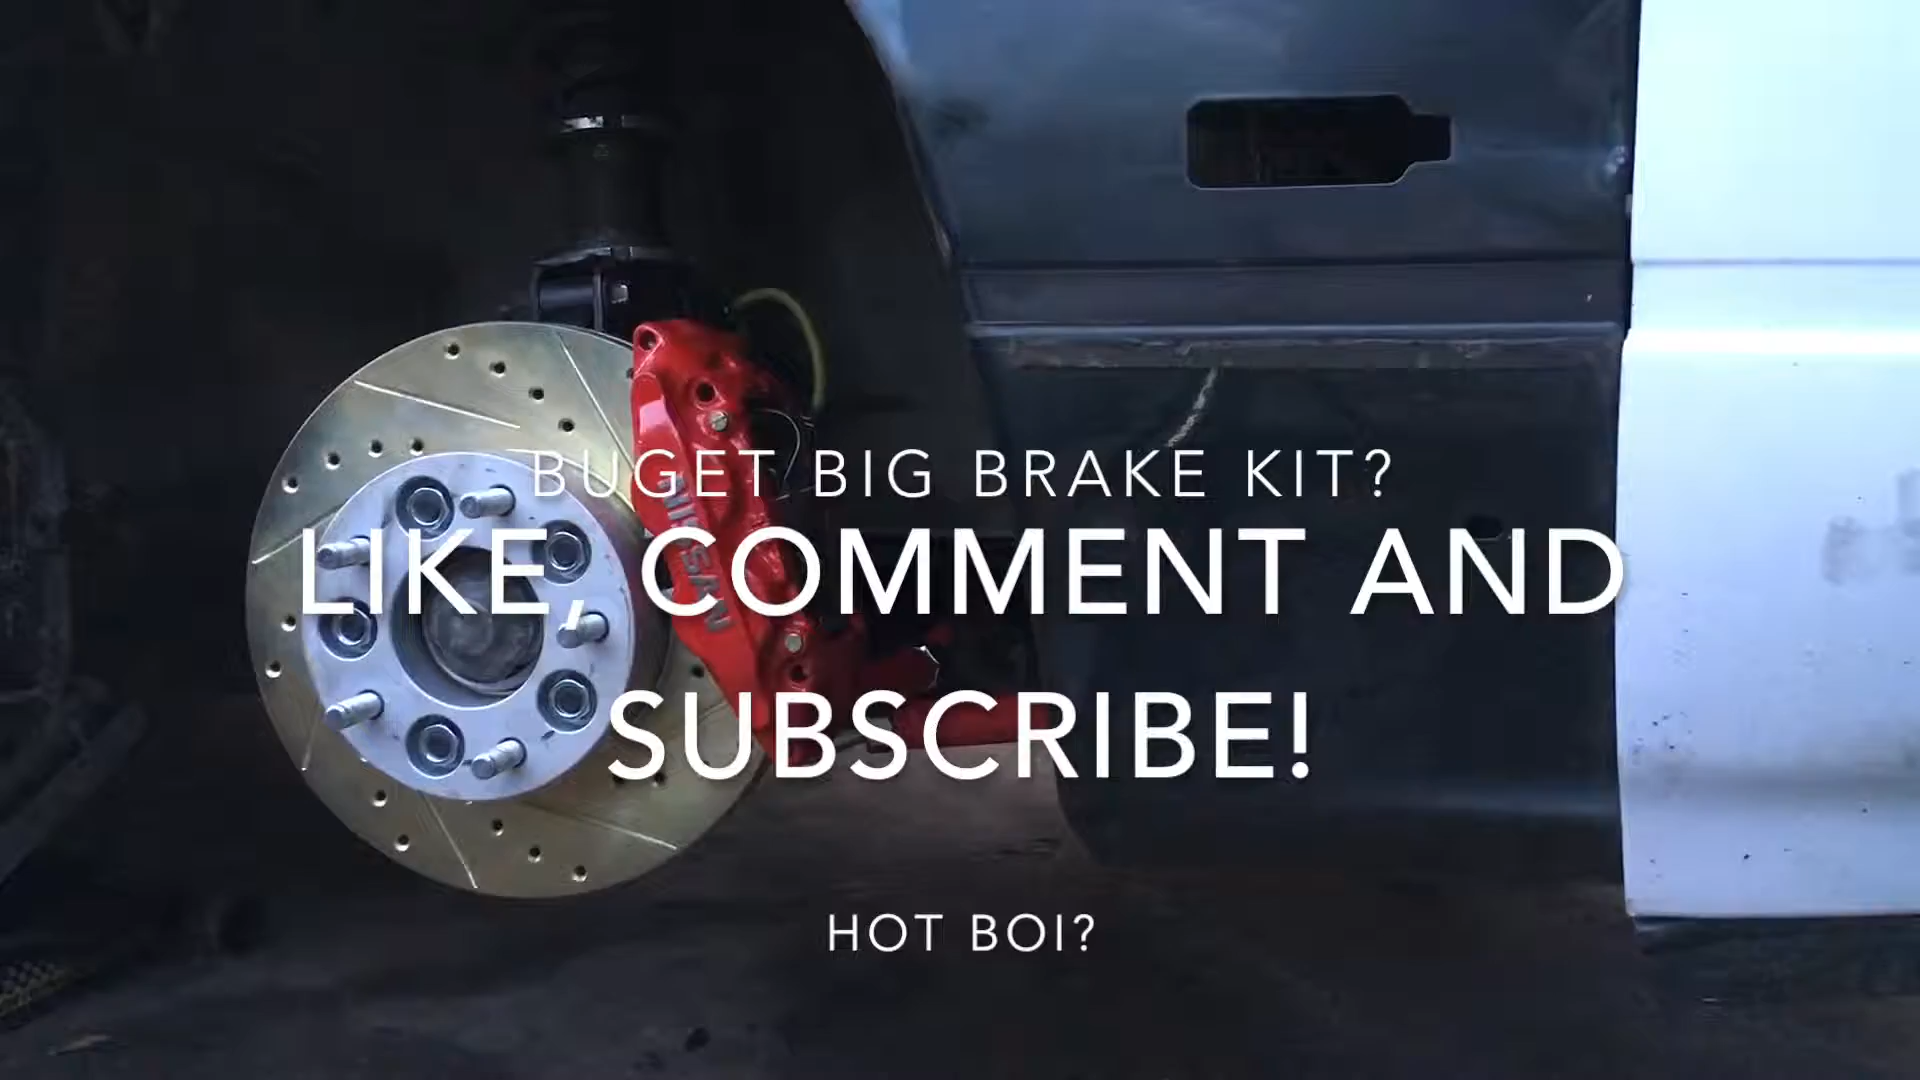 BUGET BIG BRAKE KIT?
LIKE, COMMENT AND
SUBSCRIBE!
NISSAN
HOT BOI?